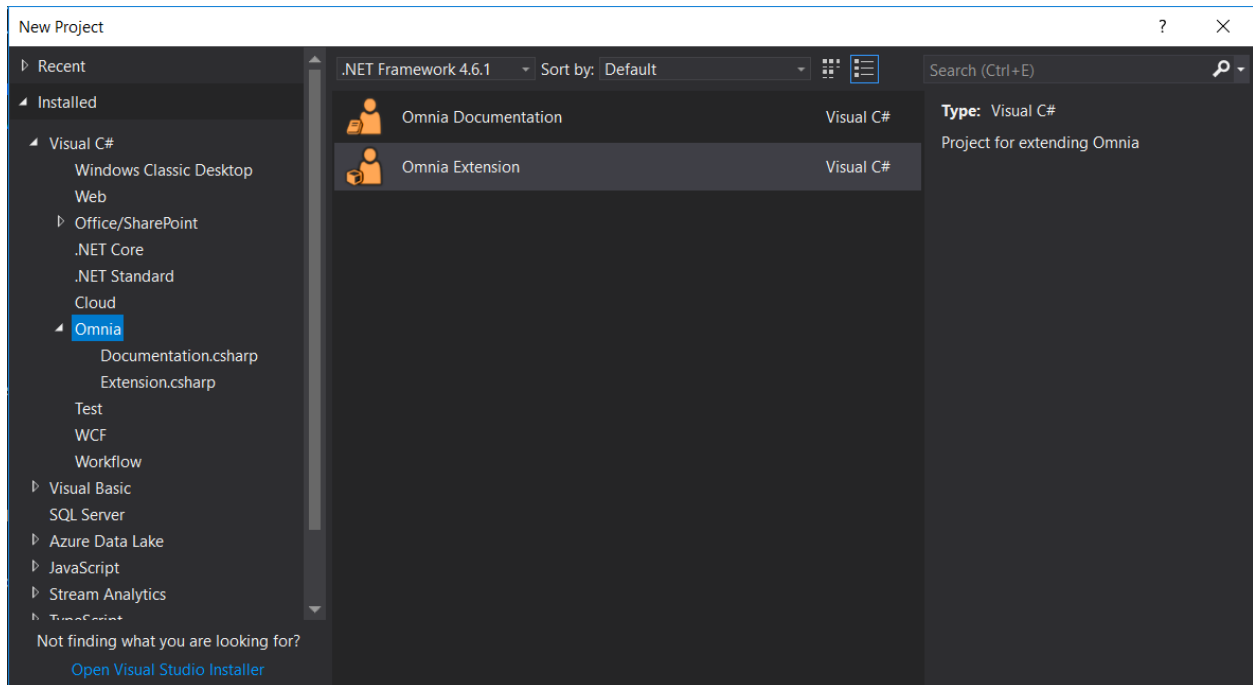 New Project
?
Recent
Installed
Visual C#
Windows Classic Desktop
Web
Office/SharePoint
.NET Core
.NET Standard
Cloud
Omnia
Documentation.csharp
Extension.csharp
Test
WCF
Workflow
Visual Basic
SQL Server
Azure Data Lake
JavaScript
Stream Analytics
TypeScript
Not finding what you are looking for?
Open Visual Studio Installer
.NET Framework 4.6.1 Sort by: Default
Omnia Documentation Visual C#
Omnia Extension Visual C#
Search (Ctrl+E)
Type: Visual C#
Project for extending Omnia